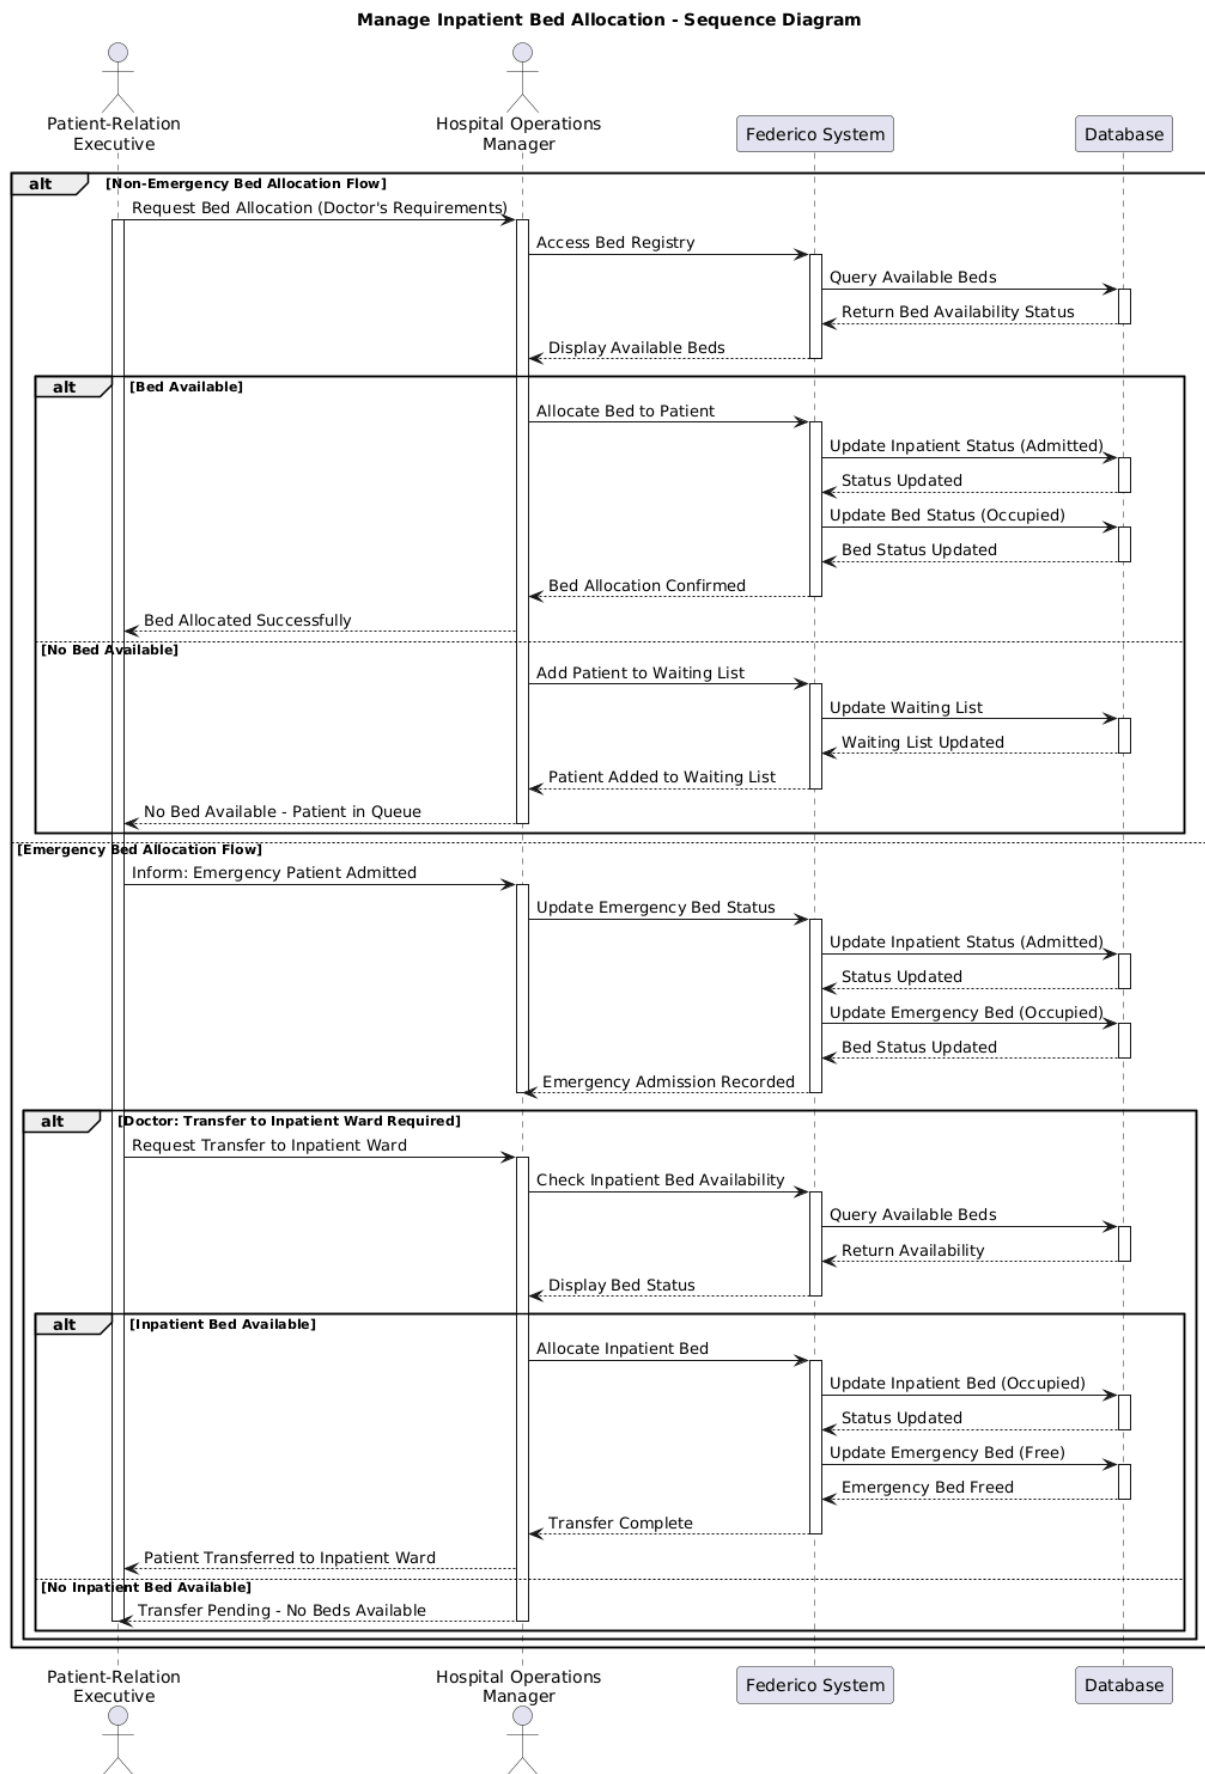 Manage Inpatient Bed Allocation - Sequence Diagram
Patient-Relation
Executive
Hospital Operations
Manager
Federico System
Database
alt
[Non-Emergency Bed Allocation Flow]
Request Bed Allocation (Doctor's Requirements)
Access Bed Registry
Query Available Beds
Return Bed Availability Status
Display Available Beds
alt
[Bed Available]
Allocate Bed to Patient
Update Inpatient Status (Admitted)
Status Updated
Update Bed Status (Occupied)
Bed Status Updated
Bed Allocation Confirmed
Bed Allocated Successfully
[No Bed Available]
Add Patient to Waiting List
Update Waiting List
Waiting List Updated
Patient Added to Waiting List
No Bed Available - Patient in Queue
[Emergency Bed Allocation Flow]
Inform: Emergency Patient Admitted
Update Emergency Bed Status
Update Inpatient Status (Admitted)
Status Updated
Update Emergency Bed (Occupied)
Bed Status Updated
Emergency Admission Recorded
alt
[Doctor: Transfer to Inpatient Ward Required]
Request Transfer to Inpatient Ward
Check Inpatient Bed Availability
Query Available Beds
Return Availability
Display Bed Status
alt
[Inpatient Bed Available]
Allocate Inpatient Bed
Update Inpatient Bed (Occupied)
Status Updated
Update Emergency Bed (Free)
Emergency Bed Freed
Transfer Complete
Patient Transferred to Inpatient Ward
[No Inpatient Bed Available]
Transfer Pending - No Beds Available
Patient-Relation
Executive
Hospital Operations
Manager
Federico System
Database